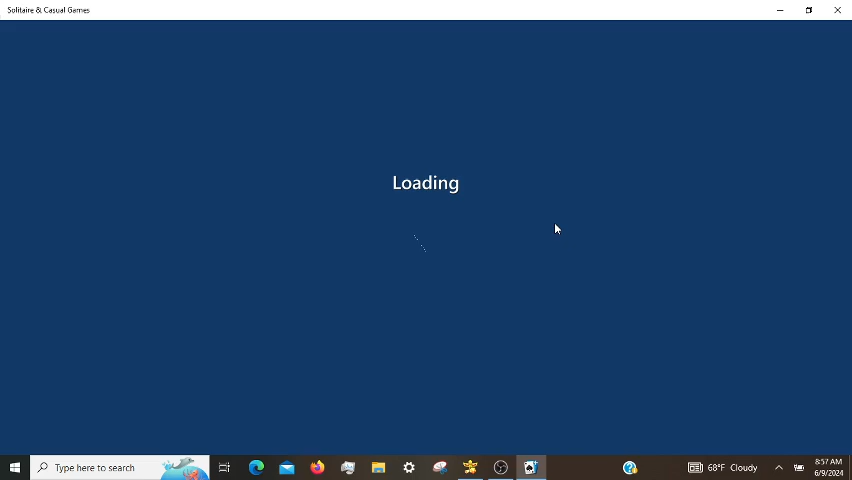 Solitaire & Casual Games
Loading
Type here to search
68°F Cloudy
8:57 AM
6/9/2024